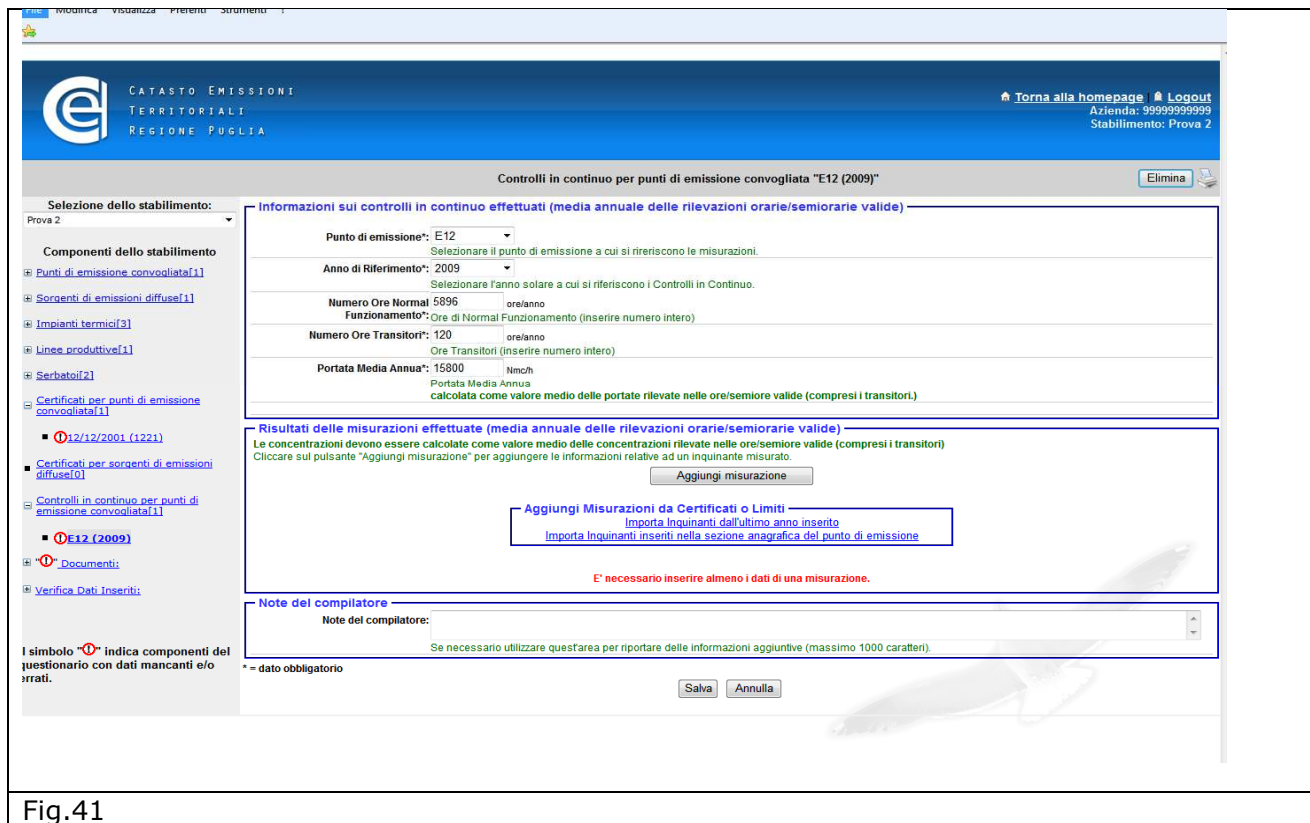 File Modifica Visualizza Preferiti Strumenti ?
CATASTO EMISSIONI
TERRITORIALI
REGIONE PUGLIA
Torna alla homepage | Logout
Azienda: 99999999999
Stabilimento: Prova 2
Controlli in continuo per punti di emissione convogliata "E12 (2009)"
Elimina
Selezione dello stabilimento:
Prova 2
Componenti dello stabilimento
Punti di emissione convogliata[1]
Sorgenti di emissioni diffuse[1]
Impianti termici[3]
Linee produttive[1]
Serbatoi[2]
Certificati per punti di emissione
convogliata[1]
12/12/2001 (1221)
Certificati per sorgenti di emissioni
diffuse[0]
Controlli in continuo per punti di
emissione convogliata[1]
E12 (2009)
"!" Documenti:
Verifica Dati Inseriti:
l simbolo "!" indica componenti del
questionario con dati mancanti e/o
errati.
Informazioni sui controlli in continuo effettuati (media annuale delle rilevazioni orarie/semiorarie valide)
Punto di emissione*: E12
Selezionare il punto di emissione a cui si rireriscono le misurazioni.
Anno di Riferimento*: 2009
Selezionare l'anno solare a cui si riferiscono i Controlli in Continuo.
Numero Ore Normal 5896 ore/anno
Funzionamento*: Ore di Normal Funzionamento (inserire numero intero)
Numero Ore Transitori*: 120 ore/anno
Ore Transitori (inserire numero intero)
Portata Media Annua*: 15800 Nmc/h
Portata Media Annua
calcolata come valore medio delle portate rilevate nelle ore/semiore valide (compresi i transitori.)
Risultati delle misurazioni effettuate (media annuale delle rilevazioni orarie/semiorarie valide)
Le concentrazioni devono essere calcolate come valore medio delle concentrazioni rilevate nelle ore/semiore valide (compresi i transitori)
Cliccare sul pulsante "Aggiungi misurazione" per aggiungere le informazioni relative ad un inquinante misurato.
Aggiungi misurazione
Aggiungi Misurazioni da Certificati o Limiti
Importa Inquinanti dall'ultimo anno inserito
Importa Inquinanti inseriti nella sezione anagrafica del punto di emissione
E' necessario inserire almeno i dati di una misurazione.
Note del compilatore
Note del compilatore:
Se necessario utilizzare quest'area per riportare delle informazioni aggiuntive (massimo 1000 caratteri).
* = dato obbligatorio
Salva Annulla
Fig.41